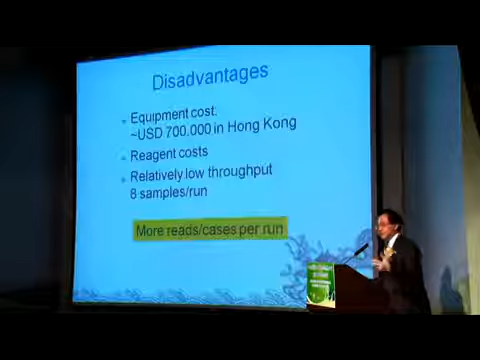 Disadvantages
Equipment cost:
~USD 700.000 in Hong Kong
Reagent costs
Relatively low throughput
8 samples/run
More reads/cases per run